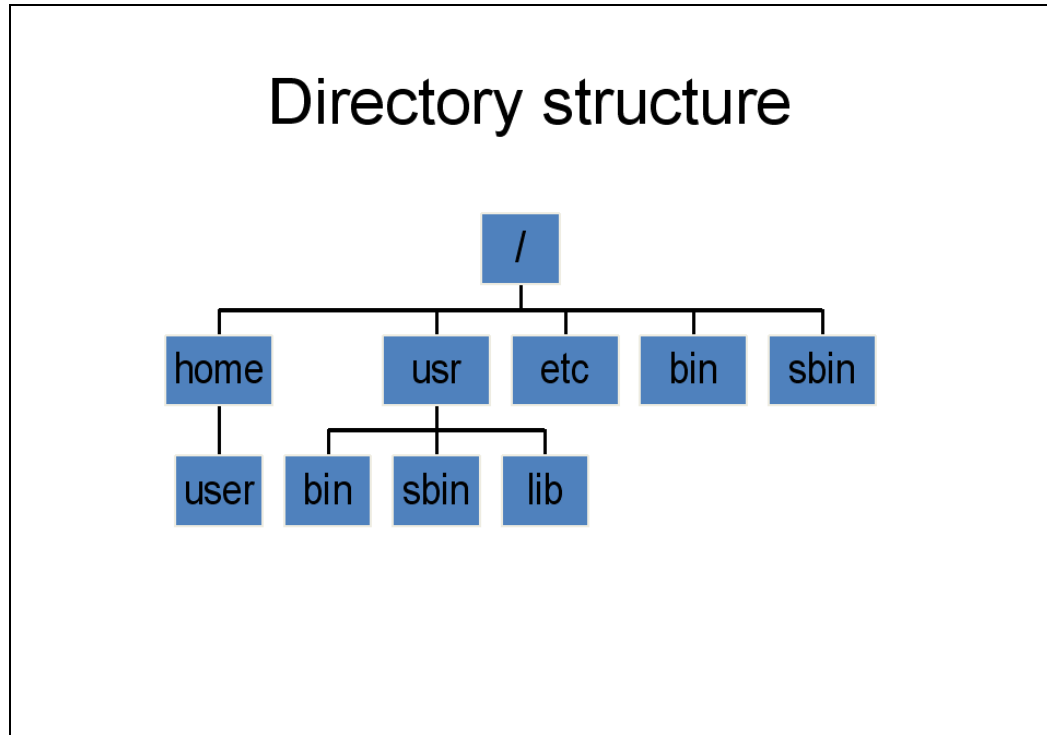 Directory structure
/
home usr etc bin sbin
user bin sbin lib